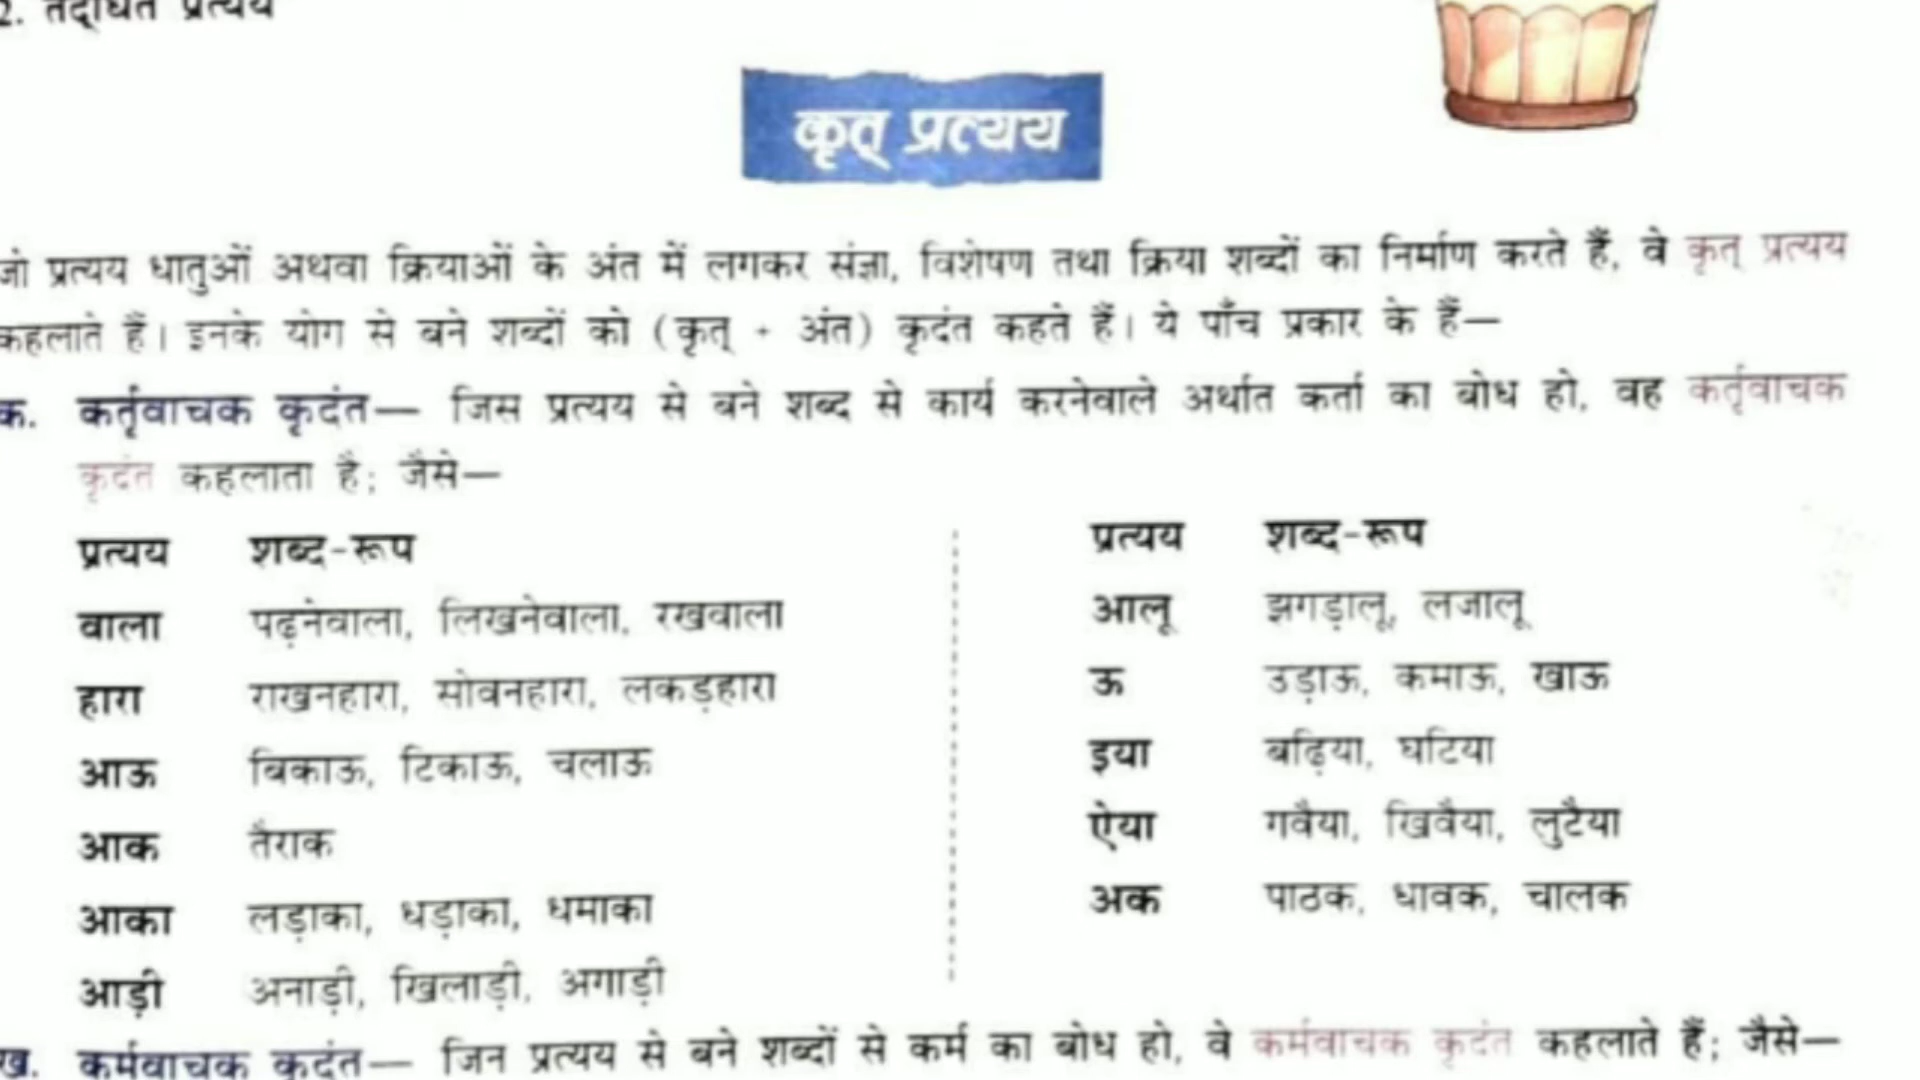 2. तद्धित प्रत्यय
कृत् प्रत्यय
जो प्रत्यय धातुओं अथवा क्रियाओं के अंत में लगकर संज्ञा, विशेषण तथा क्रिया शब्दों का निर्माण करते हैं, वे कृत् प्रत्यय
कहलाते हैं। इनके योग से बने शब्दों को (कृत् + अंत) कृदंत कहते हैं। ये पाँच प्रकार के हैं—
क. कर्तृवाचक कृदंत— जिस प्रत्यय से बने शब्द से कार्य करनेवाले अर्थात कर्ता का बोध हो, वह कर्तृवाचक
कृदंत कहलाता है; जैसे—
प्रत्यय शब्द-रूप
वाला पढ़नेवाला, लिखनेवाला, रखवाला
हारा राखनहारा, सोवनहारा, लकड़हारा
आऊ बिकाऊ, टिकाऊ, चलाऊ
आक तैराक
आका लड़ाका, धड़ाका, धमाका
आड़ी अनाड़ी, खिलाड़ी, अगाड़ी
प्रत्यय शब्द-रूप
आलू झगड़ालू, लजालू
ऊ उड़ाऊ, कमाऊ, खाऊ
इया बढ़िया, घटिया
ऐया गवैया, खिवैया, लुटैया
अक पाठक, धावक, चालक
ख. कर्मवाचक कृदंत— जिन प्रत्यय से बने शब्दों से कर्म का बोध हो, वे कर्मवाचक कृदंत कहलाते हैं; जैसे—